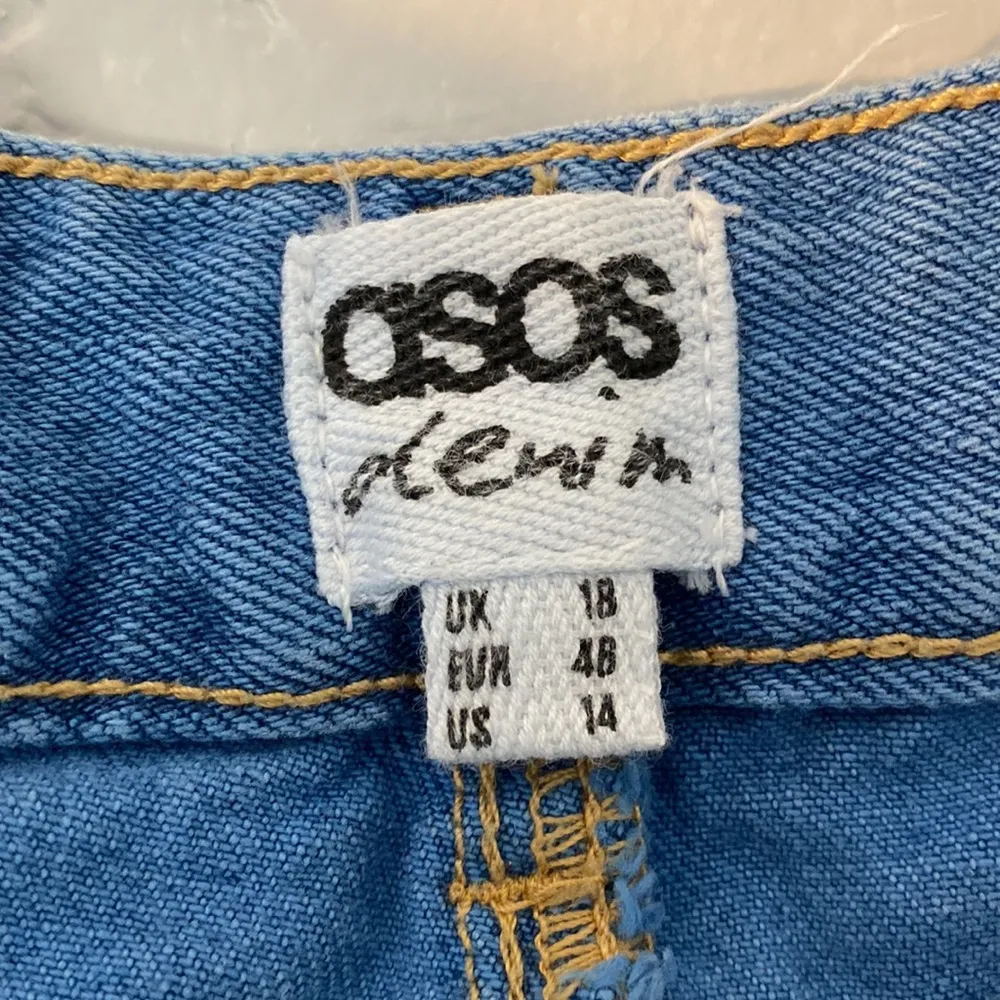 asos
denim
UK 18
EUR 46
US 14